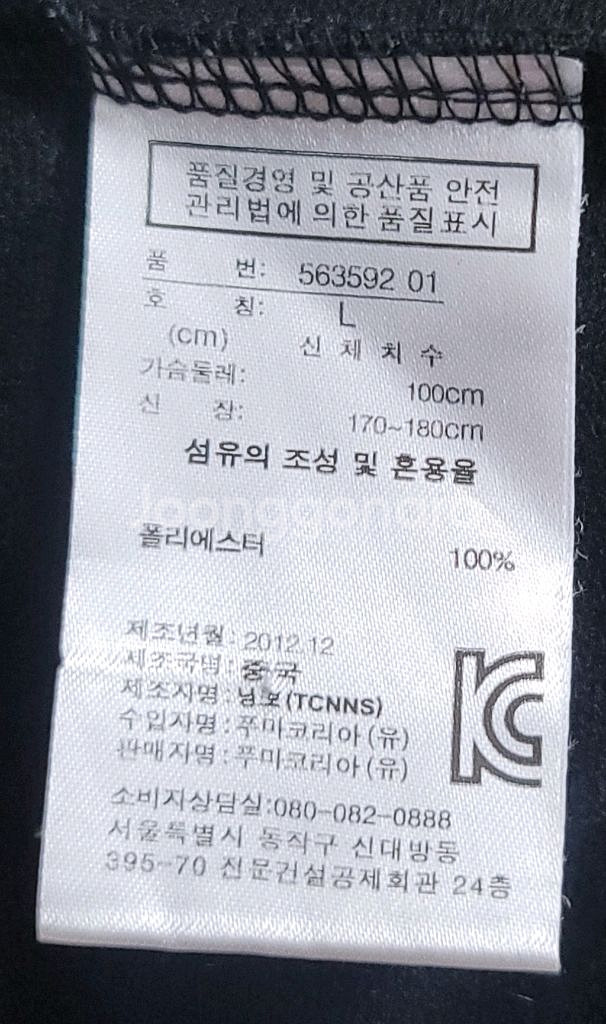 품질경영 및 공산품 안전
관리법에 의한 품질표시
품 번: 563592 01
호 칭: L
(cm) 신 체 치 수
가슴둘레: 100cm
신 장: 170~180cm
섬유의 조성 및 혼용율
폴리에스터 100%
제조년월: 2012.12
제조국명: 중국
제조자명: 닝보(TCNNS)
수입자명: 푸마코리아(유)
판매자명: 푸마코리아(유)
KC
소비자상담실:080-082-0888
서울특별시 동작구 신대방동
395-70 전문건설공제회관 24층